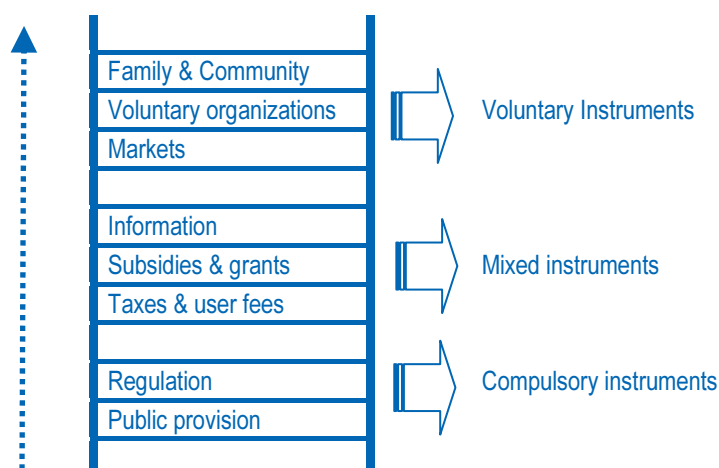 Family & Community
Voluntary organizations
Markets
Voluntary Instruments
Information
Subsidies & grants
Taxes & user fees
Mixed instruments
Regulation
Public provision
Compulsory instruments